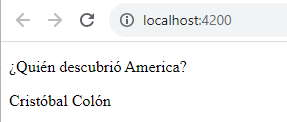 localhost:4200
¿Quién descubrió America?
Cristóbal Colón